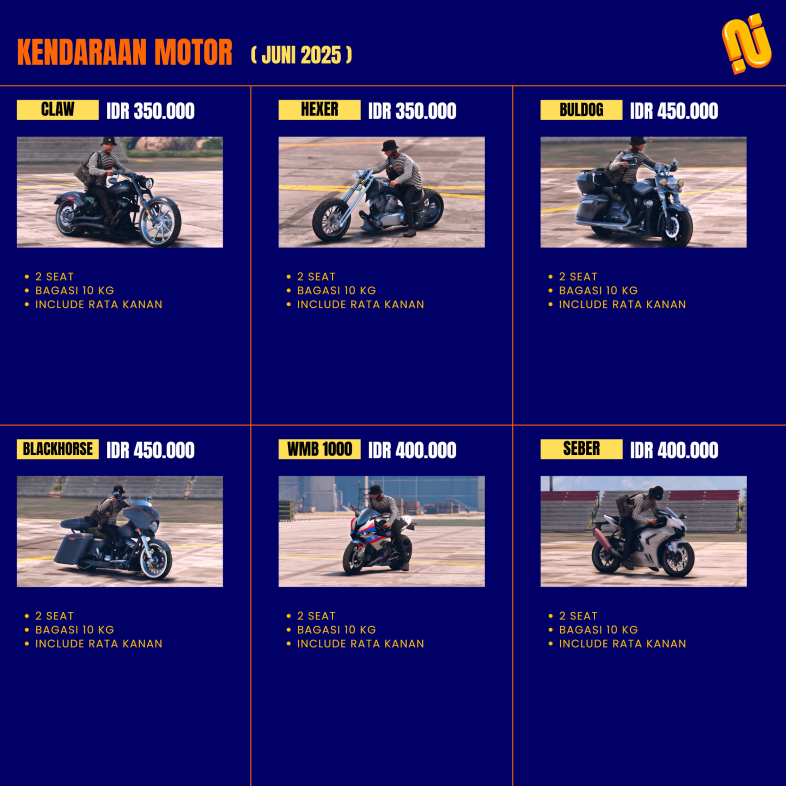 KENDARAAN MOTOR ( JUNI 2025 )
CLAW IDR 350.000
2 SEAT
BAGASI 10 KG
INCLUDE RATA KANAN
HEXER IDR 350.000
2 SEAT
BAGASI 10 KG
INCLUDE RATA KANAN
BULDOG IDR 450.000
2 SEAT
BAGASI 10 KG
INCLUDE RATA KANAN
BLACKHORSE IDR 450.000
2 SEAT
BAGASI 10 KG
INCLUDE RATA KANAN
WMB 1000 IDR 400.000
2 SEAT
BAGASI 10 KG
INCLUDE RATA KANAN
SEBER IDR 400.000
2 SEAT
BAGASI 10 KG
INCLUDE RATA KANAN